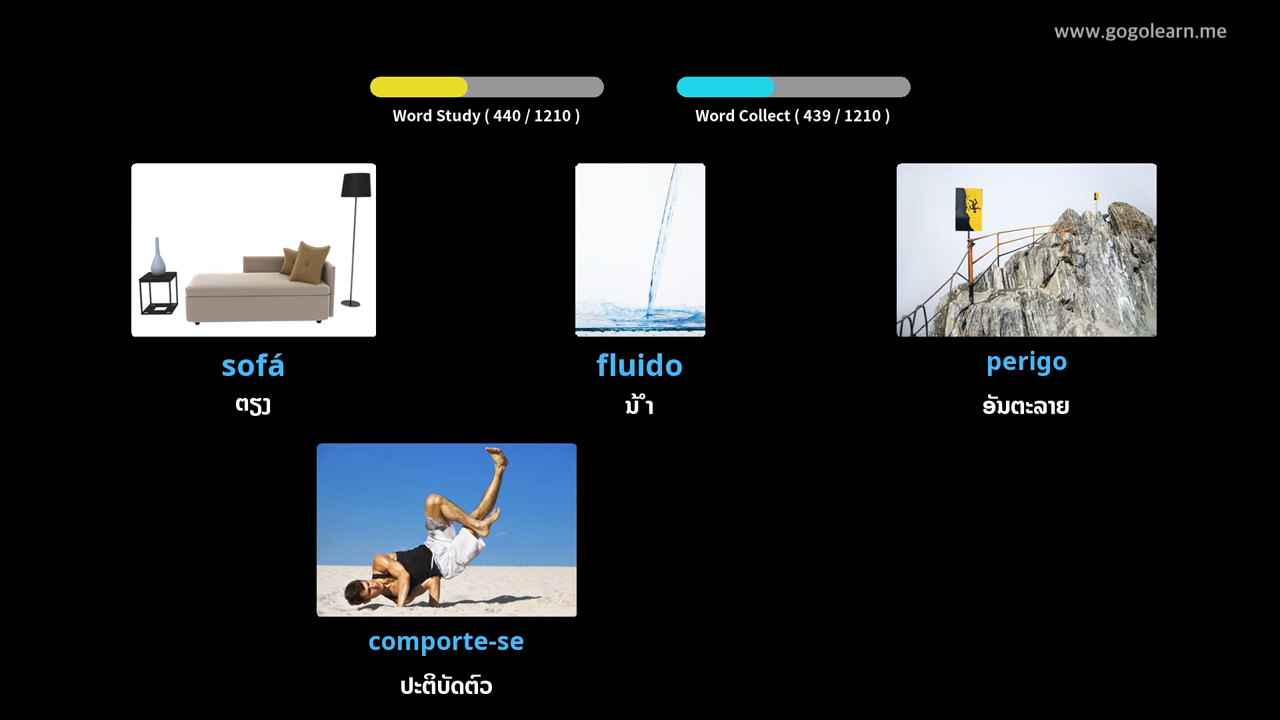 www.gogolearn.me
Word Study ( 440 / 1210 )
Word Collect ( 439 / 1210 )
sofá
ຕຽງ
fluido
ນ້ໍາ
perigo
ອັນຕະລາຍ
comporte-se
ປະຕິບັດຕົວ